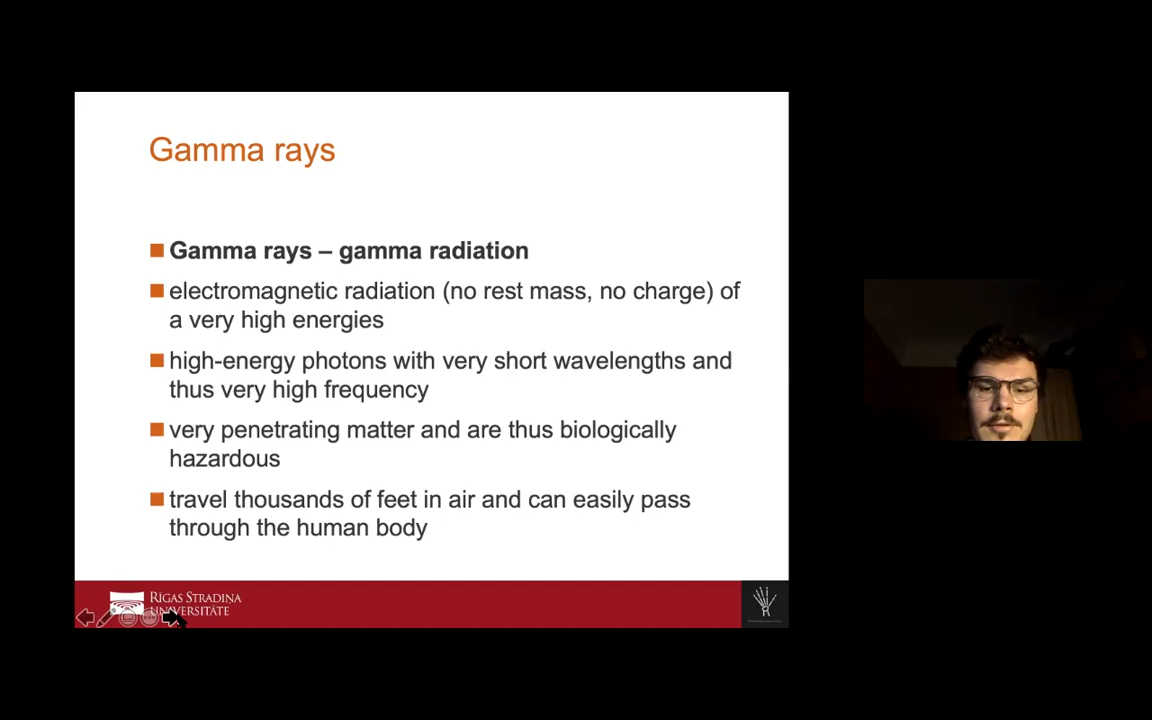 Gamma rays
Gamma rays – gamma radiation
electromagnetic radiation (no rest mass, no charge) of
a very high energies
high-energy photons with very short wavelengths and
thus very high frequency
very penetrating matter and are thus biologically
hazardous
travel thousands of feet in air and can easily pass
through the human body
RĪGAS STRADIŅA
UNIVERSITĀTE